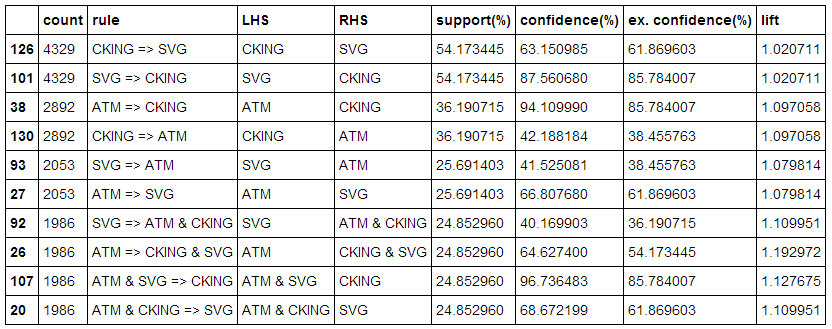 count rule LHS RHS support(%) confidence(%) ex. confidence(%) lift
126 4329 CKING => SVG CKING SVG 54.173445 63.150985 61.869603 1.020711
101 4329 SVG => CKING SVG CKING 54.173445 87.560680 85.784007 1.020711
38 2892 ATM => CKING ATM CKING 36.190715 94.109990 85.784007 1.097058
130 2892 CKING => ATM CKING ATM 36.190715 42.188184 38.455763 1.097058
93 2053 SVG => ATM SVG ATM 25.691403 41.525081 38.455763 1.079814
27 2053 ATM => SVG ATM SVG 25.691403 66.807680 61.869603 1.079814
92 1986 SVG => ATM & CKING SVG ATM & CKING 24.852960 40.169903 36.190715 1.109951
26 1986 ATM => CKING & SVG ATM CKING & SVG 24.852960 64.627400 54.173445 1.192972
107 1986 ATM & SVG => CKING ATM & SVG CKING 24.852960 96.736483 85.784007 1.127675
20 1986 ATM & CKING => SVG ATM & CKING SVG 24.852960 68.672199 61.869603 1.109951